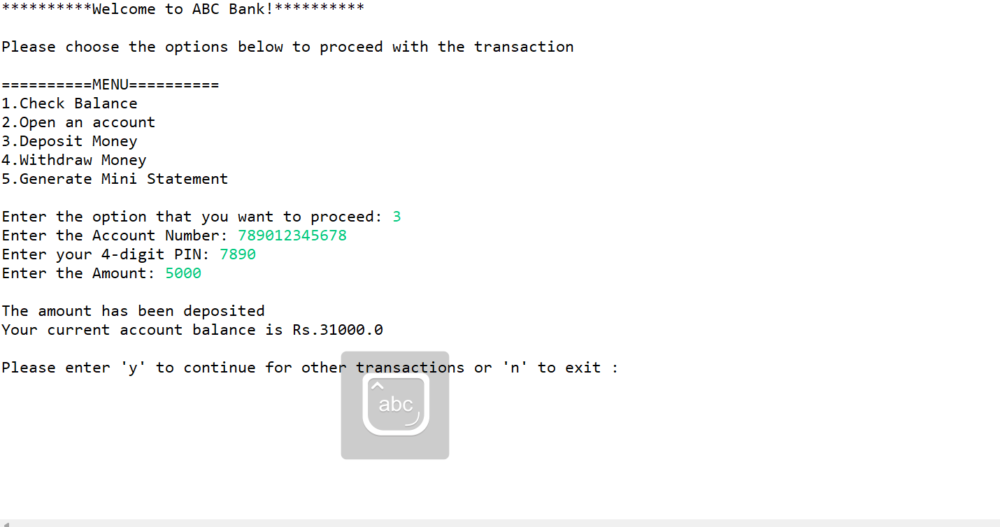 **********Welcome to ABC Bank!**********
Please choose the options below to proceed with the transaction
==========MENU==========
1.Check Balance
2.Open an account
3.Deposit Money
4.Withdraw Money
5.Generate Mini Statement
Enter the option that you want to proceed: 3
Enter the Account Number: 789012345678
Enter your 4-digit PIN: 7890
Enter the Amount: 5000
The amount has been deposited
Your current account balance is Rs.31000.0
Please enter 'y' to continue for other transactions or 'n' to exit :
abc